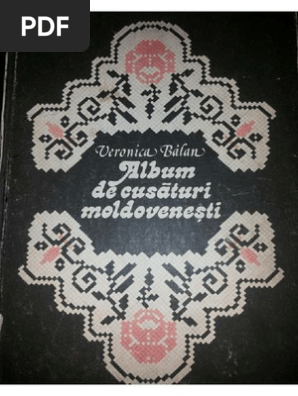 PDF
Veronica Bălan
Album
de cusături
moldovenești